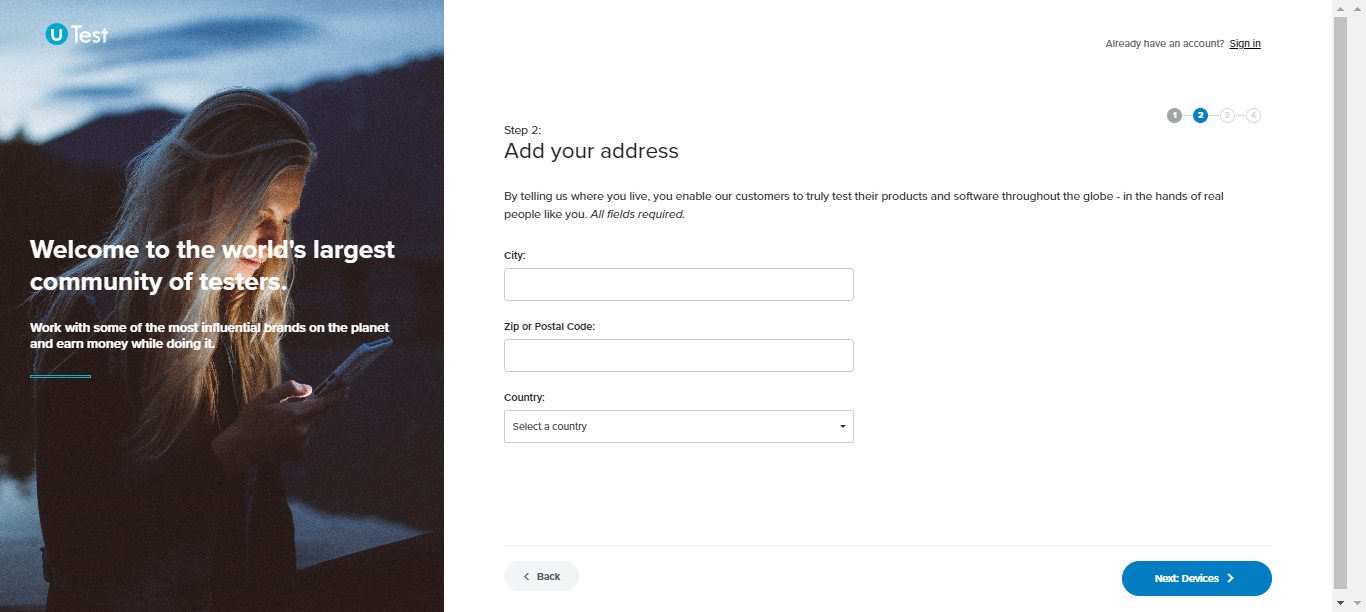 U Test
Already have an account? Sign in
1 2 3 4
Step 2:
Add your address
By telling us where you live, you enable our customers to truly test their products and software throughout the globe - in the hands of real
people like you. All fields required.
Welcome to the world's largest
community of testers.
Work with some of the most influential brands on the planet
and earn money while doing it.
City:
Zip or Postal Code:
Country:
Select a country
Back
Next: Devices